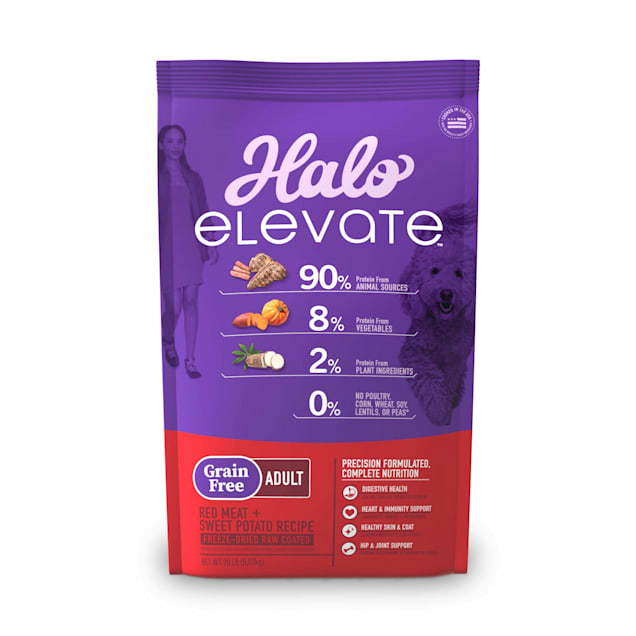 Halo
eLevate
TM
90% Protein From
ANIMAL SOURCES
8% Protein From
VEGETABLES
2% Protein From
PLANT INGREDIENTS
0% NO POULTRY,
CORN, WHEAT, SOY,
LENTILS, OR PEAS*
Grain
Free
ADULT
RED MEAT +
SWEET POTATO RECIPE
FREEZE-DRIED RAW COATED
PRECISION FORMULATED,
COMPLETE NUTRITION
DIGESTIVE HEALTH
HEART & IMMUNITY SUPPORT
HEALTHY SKIN & COAT
HIP & JOINT SUPPORT